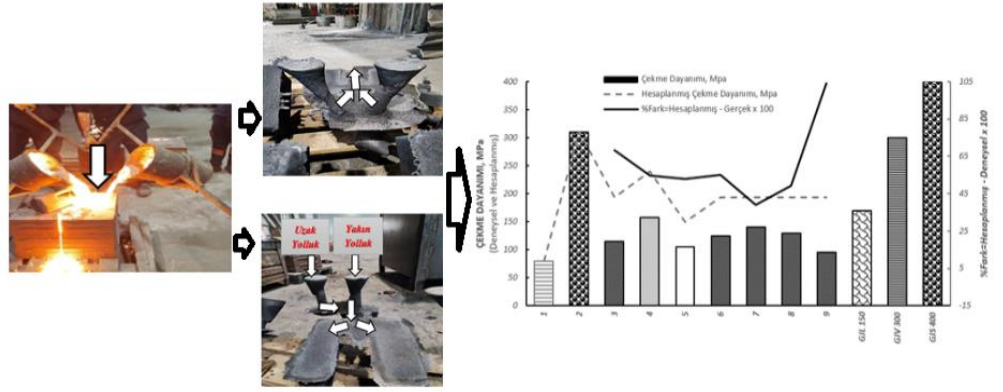 Uzak
Yolluk
Yakın
Yolluk
Çekme Dayanımı, Mpa
Hesaplanmış Çekme Dayanımı, MPa
%Fark=Hesaplanmış - Gerçek x 100
ÇEKME DAYANIMI, MPa
(Deneysel ve Hesaplanmış)
400
350
300
250
200
150
100
50
0
105
85
65
45
25
5
-15
%Fark=Hesaplanmış - Deneysel x 100
1
2
3
4
5
6
7
8
9
GJL 150
GJV 300
GJS 400